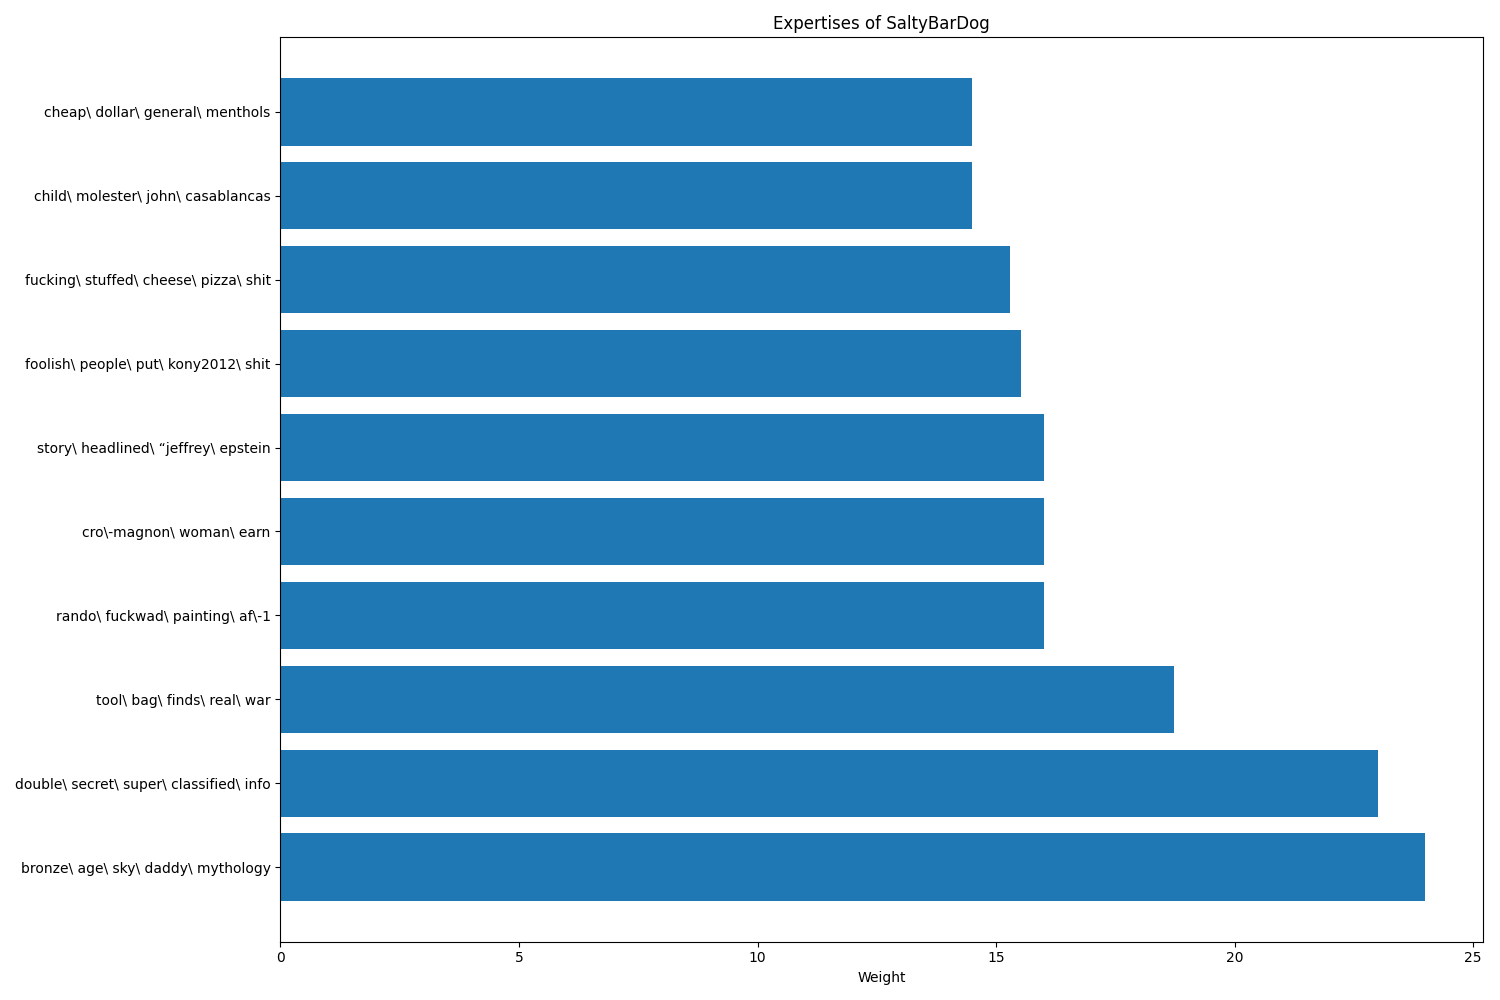 Expertises of SaltyBarDog
cheap\ dollar\ general\ menthols
child\ molester\ john\ casablancas
fucking\ stuffed\ cheese\ pizza\ shit
foolish\ people\ put\ kony2012\ shit
story\ headlined\ “jeffrey\ epstein
cro\-magnon\ woman\ earn
rando\ fuckwad\ painting\ af\-1
tool\ bag\ finds\ real\ war
double\ secret\ super\ classified\ info
bronze\ age\ sky\ daddy\ mythology
0 5 10 15 20 25
Weight